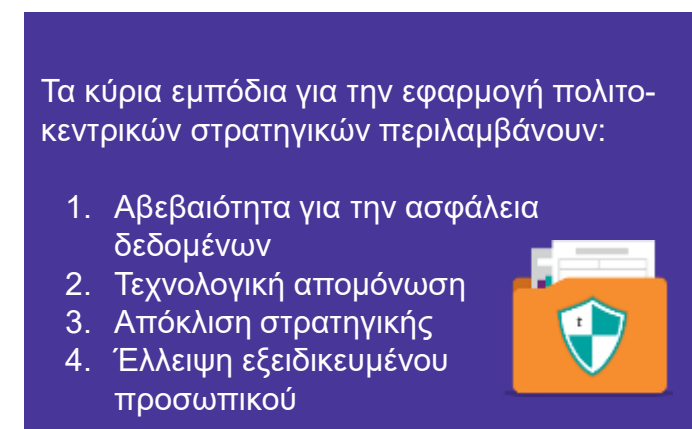 Τα κύρια εμπόδια για την εφαρμογή πολιτο-
κεντρικών στρατηγικών περιλαμβάνουν:
1. Αβεβαιότητα για την ασφάλεια
δεδομένων
2. Τεχνολογική απομόνωση
3. Απόκλιση στρατηγικής
4. Έλλειψη εξειδικευμένου
προσωπικού
t